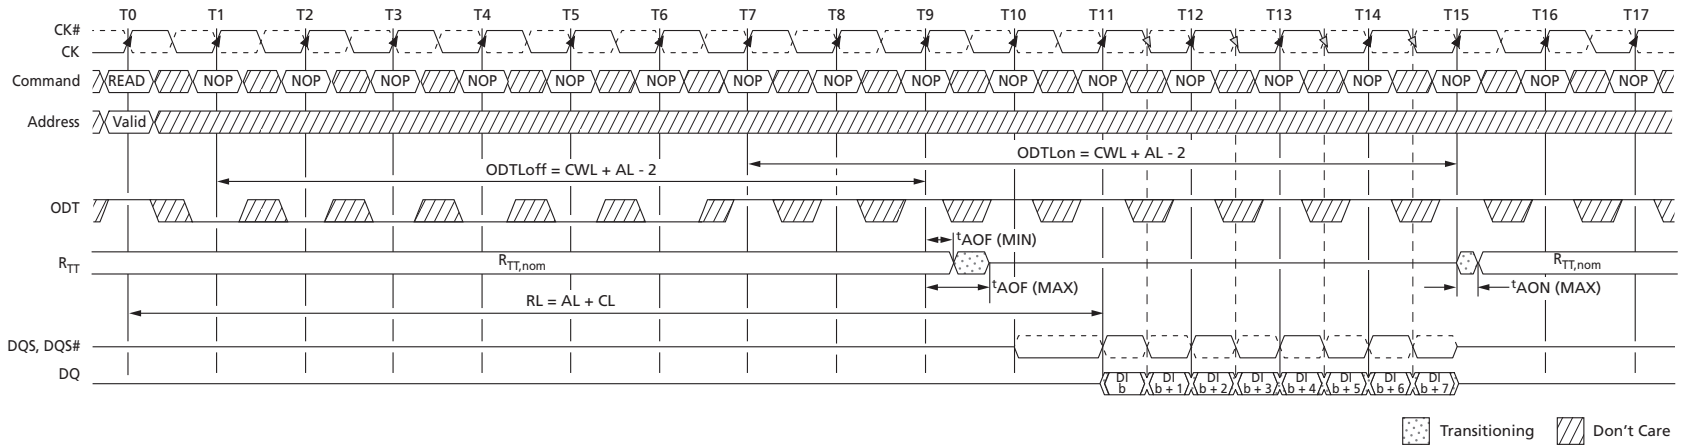 T0 T1 T2 T3 T4 T5 T6 T7 T8 T9 T10 T11 T12 T13 T14 T15 T16 T17
CK#
CK
Command READ NOP NOP NOP NOP NOP NOP NOP NOP NOP NOP NOP NOP NOP NOP NOP NOP NOP
Address Valid
ODTLon = CWL + AL - 2
ODTLoff = CWL + AL - 2
ODT
tAOF (MIN)
RTT RTT,nom RTT,nom
tAOF (MAX) tAON (MAX)
RL = AL + CL
DQS, DQS#
DQ DI b DI b + 1 DI b + 2 DI b + 3 DI b + 4 DI b + 5 DI b + 6 DI b + 7
Transitioning Don't Care